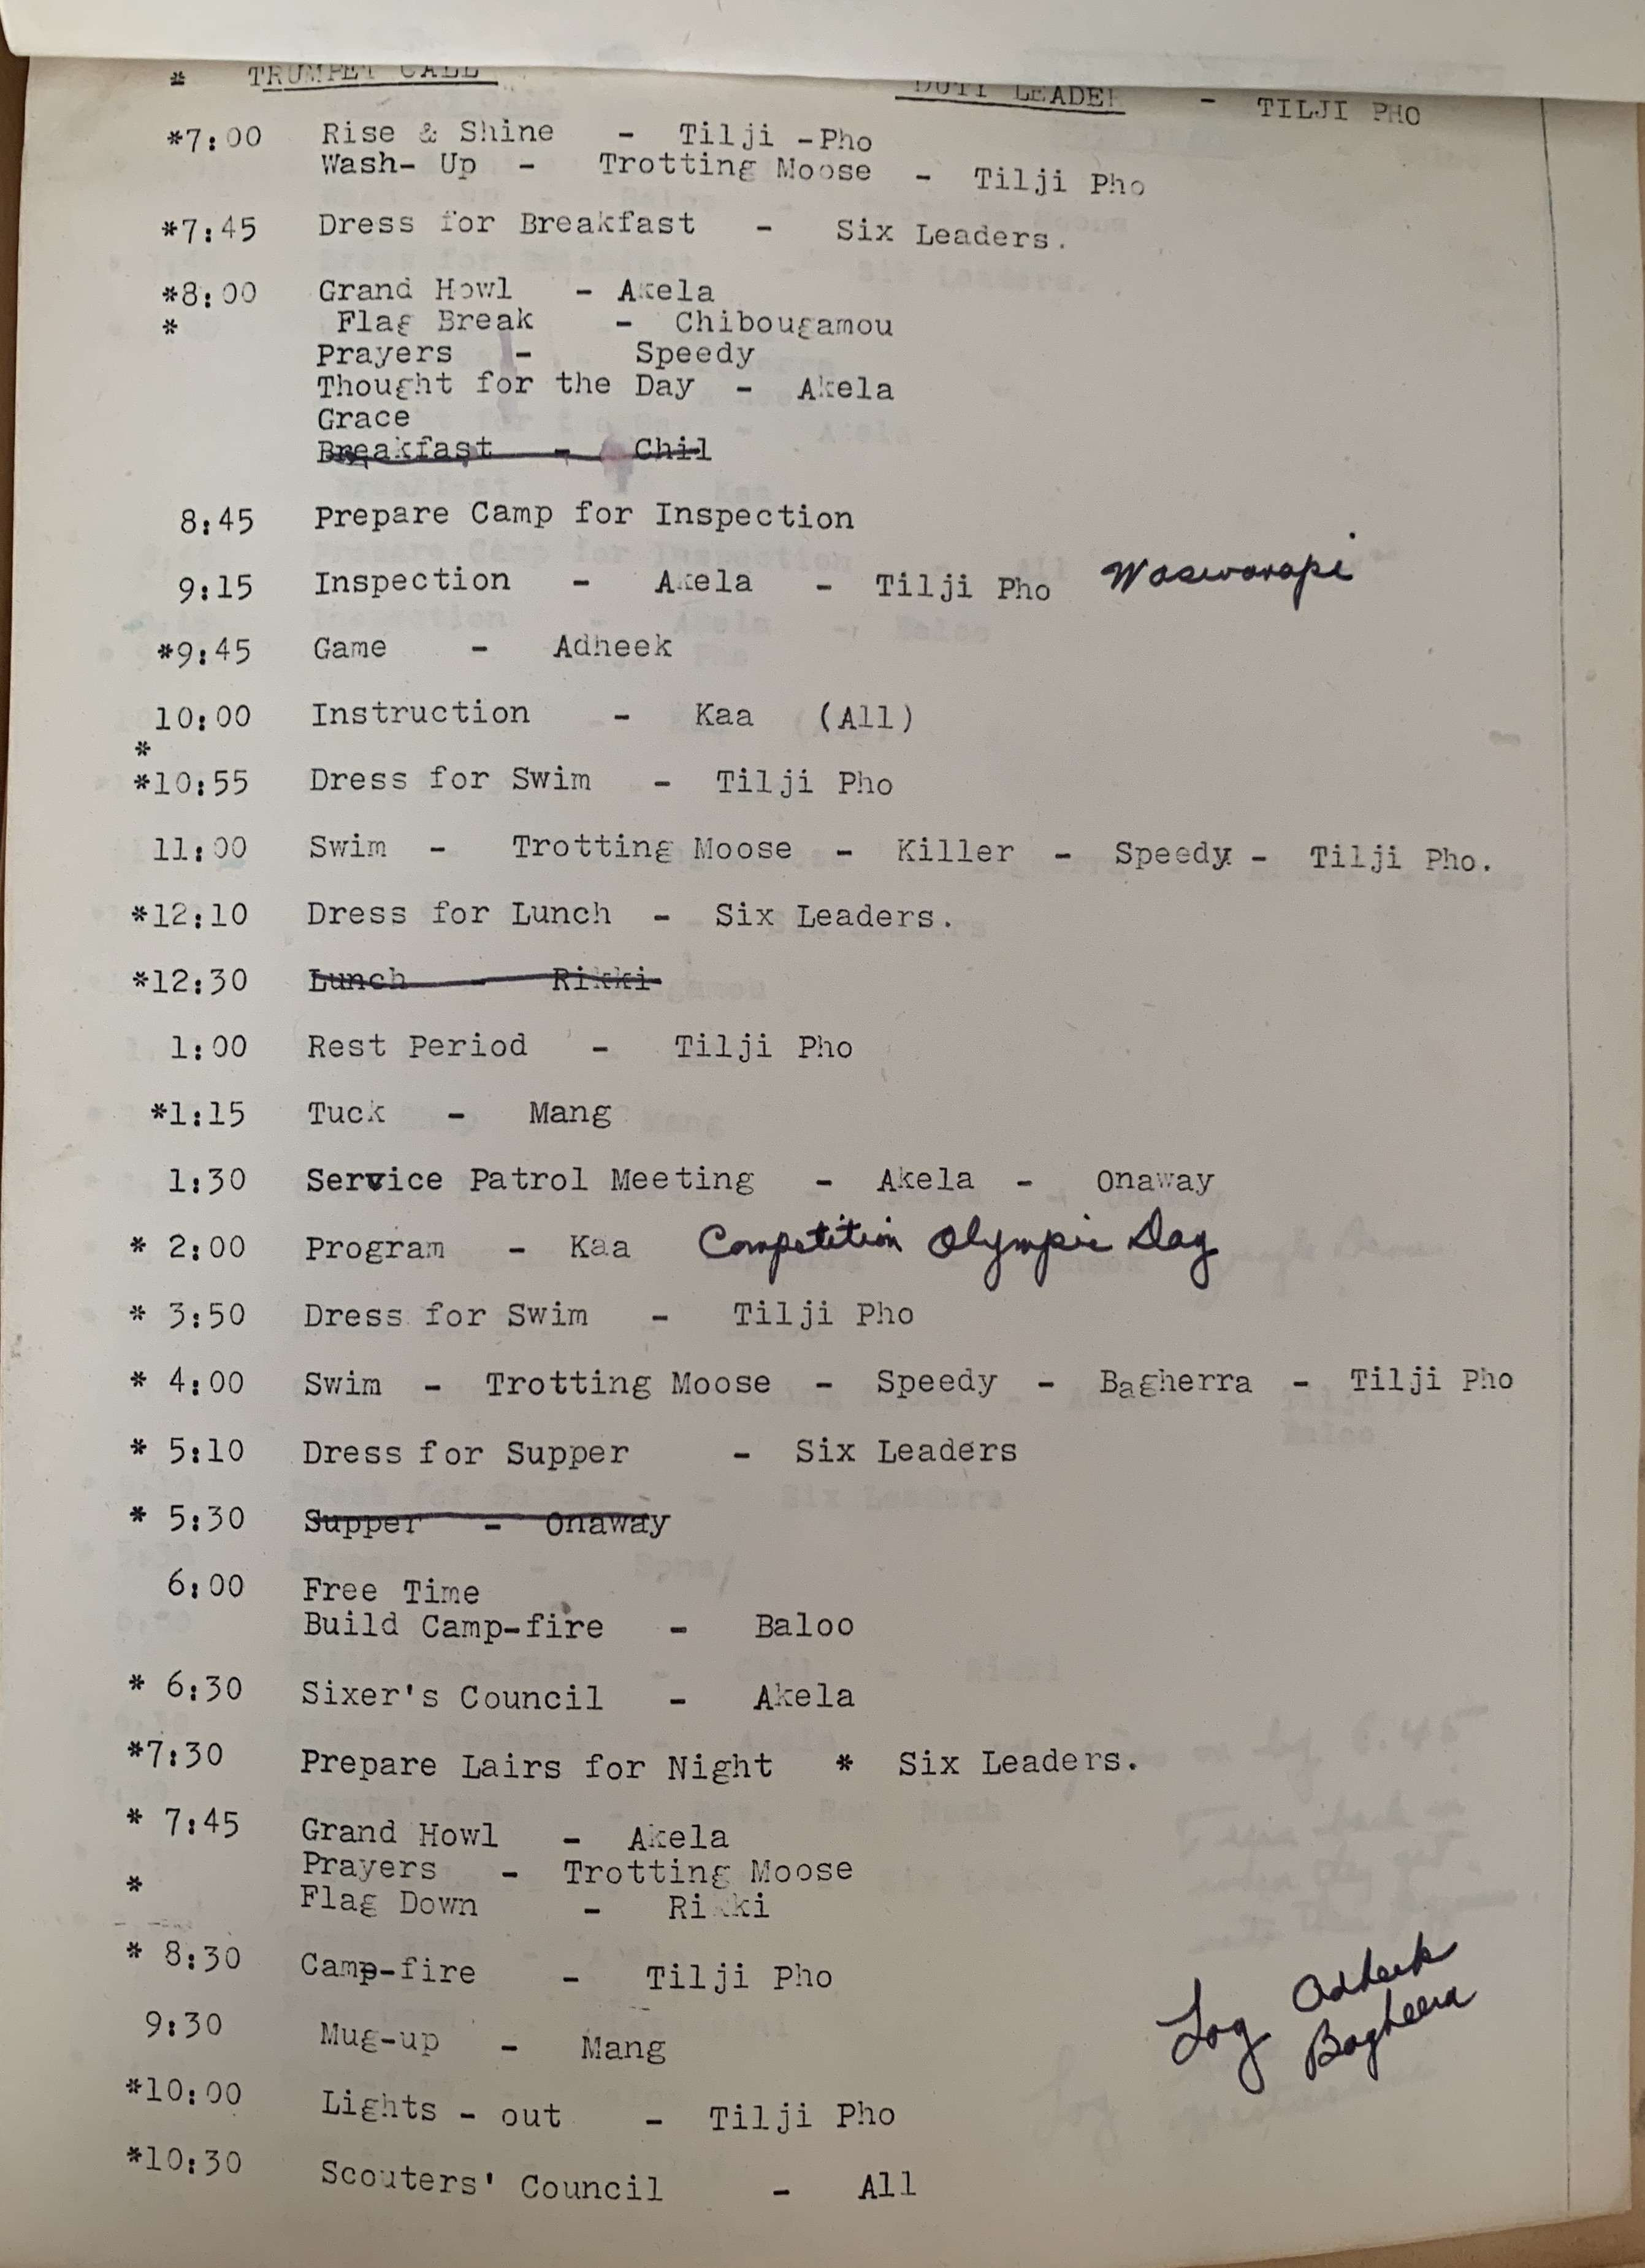 * TRUMPET CALL DUTY LEADER - TILJI PHO
*7:00 Rise & Shine - Tilji -Pho
Wash- Up - Trotting Moose - Tilji Pho
*7:45 Dress for Breakfast - Six Leaders.
*8:00 Grand Howl - Akela
* Flag Break - Chibougamou
Prayers - Speedy
Thought for the Day - Akela
Grace
Breakfast - Chil
8:45 Prepare Camp for Inspection
9:15 Inspection - Akela - Tilji Pho
*9:45 Game - Adheek
10:00 Instruction - Kaa (All)
*
*10:55 Dress for Swim - Tilji Pho
11:00 Swim - Trotting Moose - Killer - Speedy - Tilji Pho.
*12:10 Dress for Lunch - Six Leaders.
*12:30 Lunch - Rikki
1:00 Rest Period - Tilji Pho
*1:15 Tuck - Mang
1:30 Service Patrol Meeting - Akela - Onaway
* 2:00 Program - Kaa Competition Olympic Day
* 3:50 Dress for Swim - Tilji Pho
* 4:00 Swim - Trotting Moose - Speedy - Bagherra - Tilji Pho
* 5:10 Dress for Supper - Six Leaders
* 5:30 Supper - Onaway
6:00 Free Time
Build Camp-fire - Baloo
* 6:30 Sixer's Council - Akela
*7:30 Prepare Lairs for Night * Six Leaders.
* 7:45 Grand Howl - Akela
Prayers - Trotting Moose
* Flag Down - Rikki
* 8:30 Camp-fire - Tilji Pho
9:30 Mug-up - Mang
*10:00 Lights - out - Tilji Pho
*10:30 Scouters' Council - All
Log Adheek
Bagheera